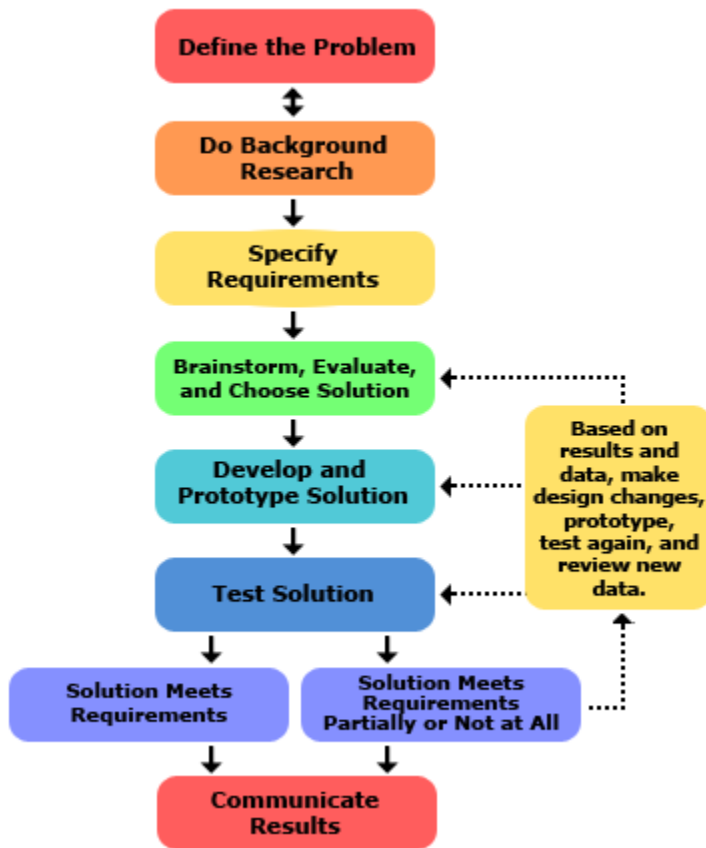 Define the Problem
Do Background
Research
Specify
Requirements
Brainstorm, Evaluate,
and Choose Solution
Develop and
Prototype Solution
Based on
results and
data, make
design changes,
prototype,
test again, and
review new
data.
Test Solution
Solution Meets
Requirements
Solution Meets
Requirements
Partially or Not at All
Communicate
Results